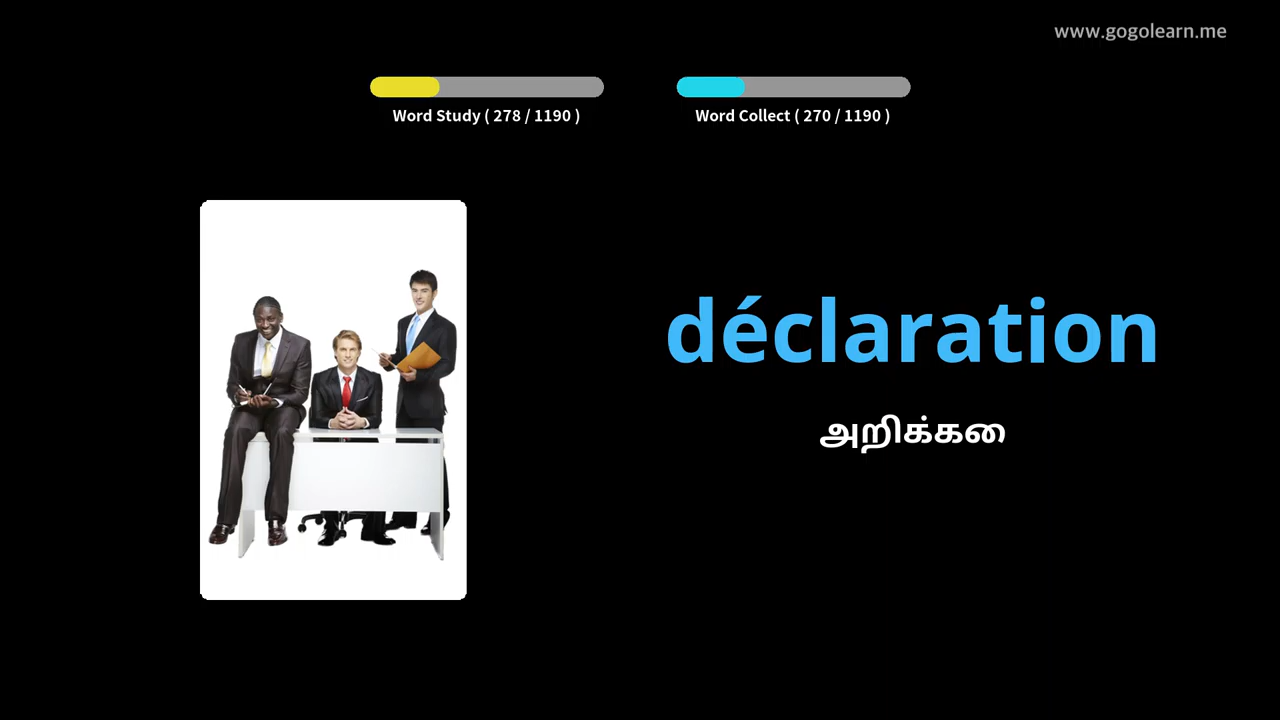 www.gogolearn.me
Word Study ( 278 / 1190 )
Word Collect ( 270 / 1190 )
déclaration
அறிக்கை